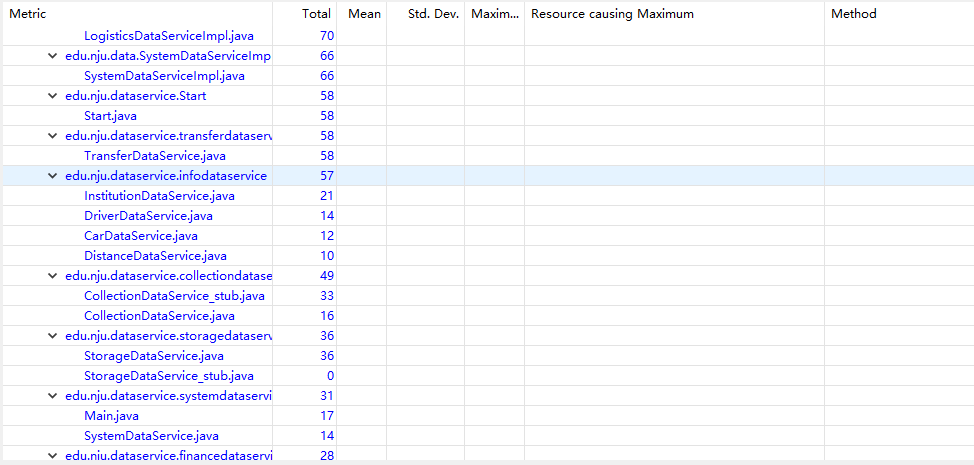 Metric Total Mean Std. Dev. Maxim... Resource causing Maximum Method
LogisticsDataServiceImpl.java 70
edu.nju.data.SystemDataServiceImp 66
SystemDataServiceImpl.java 66
edu.nju.dataservice.Start 58
Start.java 58
edu.nju.dataservice.transferdataserv 58
TransferDataService.java 58
edu.nju.dataservice.infodataservice 57
InstitutionDataService.java 21
DriverDataService.java 14
CarDataService.java 12
DistanceDataService.java 10
edu.nju.dataservice.collectiondatase 49
CollectionDataService_stub.java 33
CollectionDataService.java 16
edu.nju.dataservice.storagedataserv 36
StorageDataService.java 36
StorageDataService_stub.java 0
edu.nju.dataservice.systemdataservi 31
Main.java 17
SystemDataService.java 14
edu.nju.dataservice.financedataservi 28